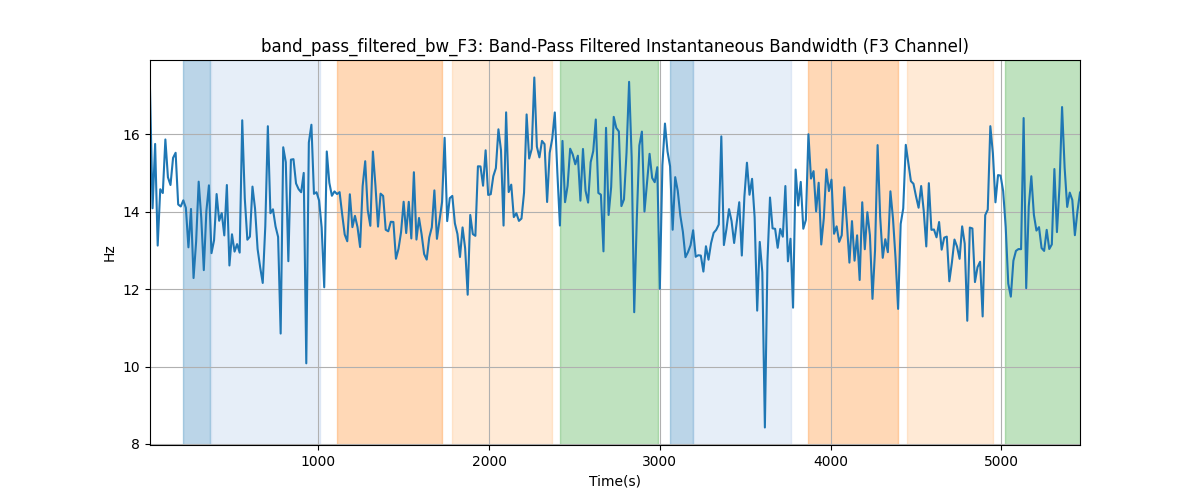 band_pass_filtered_bw_F3: Band-Pass Filtered Instantaneous Bandwidth (F3 Channel)
16
14
12
10
8
Hz
1000 2000 3000 4000 5000
Time(s)